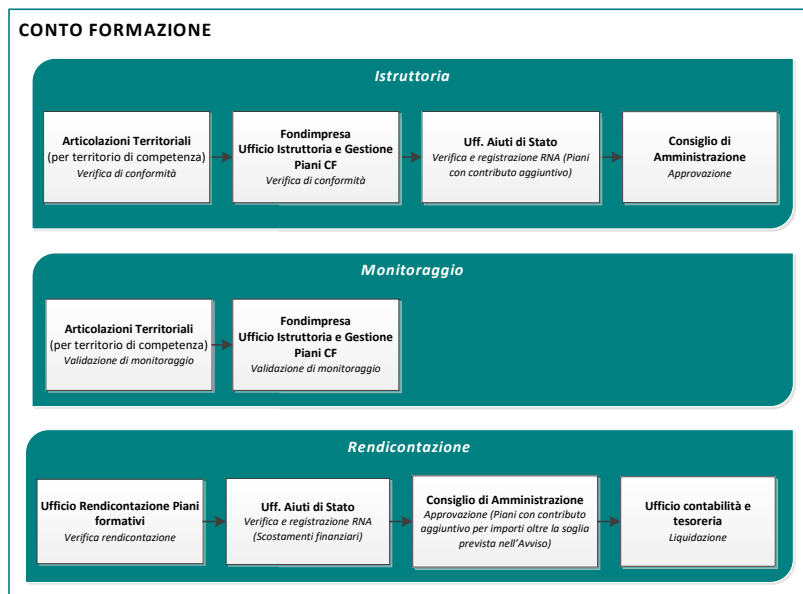 CONTO FORMAZIONE
Istruttoria
Articolazioni Territoriali
(per territorio di competenza)
Verifica di conformità
Fondimpresa
Ufficio Istruttoria e Gestione
Piani CF
Verifica di conformità
Uff. Aiuti di Stato
Verifica e registrazione RNA (Piani
con contributo aggiuntivo)
Consiglio di
Amministrazione
Approvazione
Monitoraggio
Articolazioni Territoriali
(per territorio di competenza)
Validazione di monitoraggio
Fondimpresa
Ufficio Istruttoria e Gestione
Piani CF
Validazione di monitoraggio
Rendicontazione
Ufficio Rendicontazione Piani
formativi
Verifica rendicontazione
Uff. Aiuti di Stato
Verifica e registrazione RNA
(Scostamenti finanziari)
Consiglio di Amministrazione
Approvazione (Piani con contributo
aggiuntivo per importi oltre la soglia
prevista nell'Avviso)
Ufficio contabilità e
tesoreria
Liquidazione